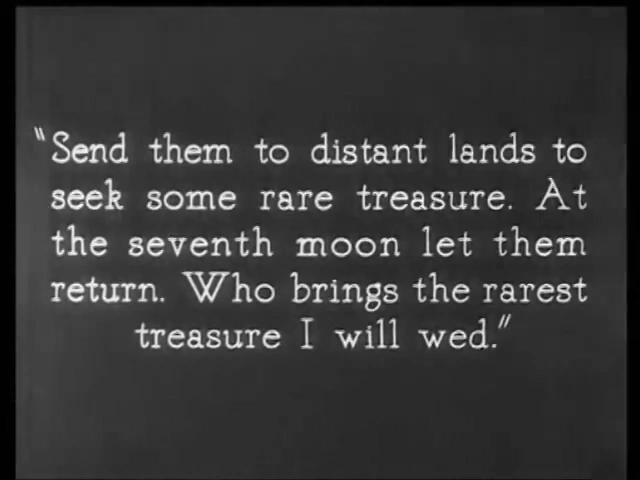 "Send them to distant lands to
seek some rare treasure. At
the seventh moon let them
return. Who brings the rarest
treasure I will wed."